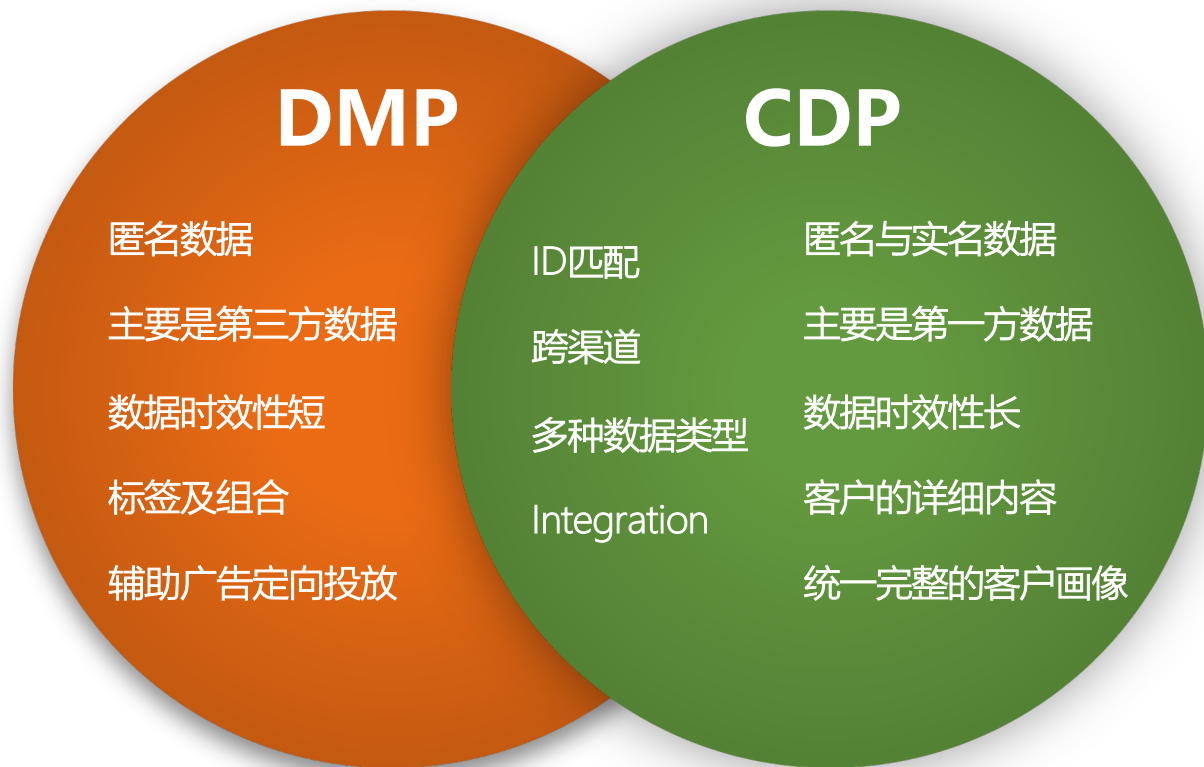 DMP
匿名数据
主要是第三方数据
数据时效性短
标签及组合
辅助广告定向投放
ID匹配
跨渠道
多种数据类型
Integration
CDP
匿名与实名数据
主要是第一方数据
数据时效性长
客户的详细内容
统一完整的客户画像